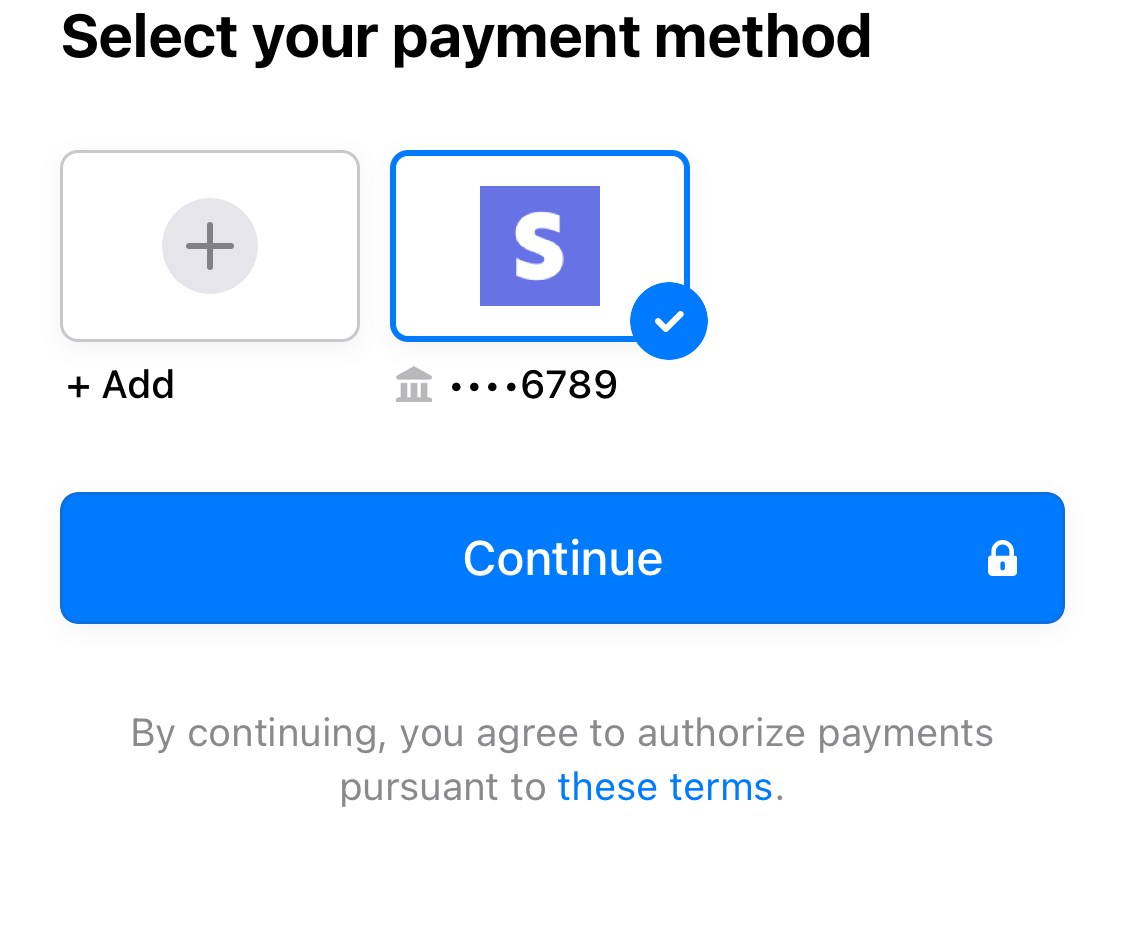 Select your payment method
S
+ Add
••••6789
Continue
By continuing, you agree to authorize payments
pursuant to these terms.